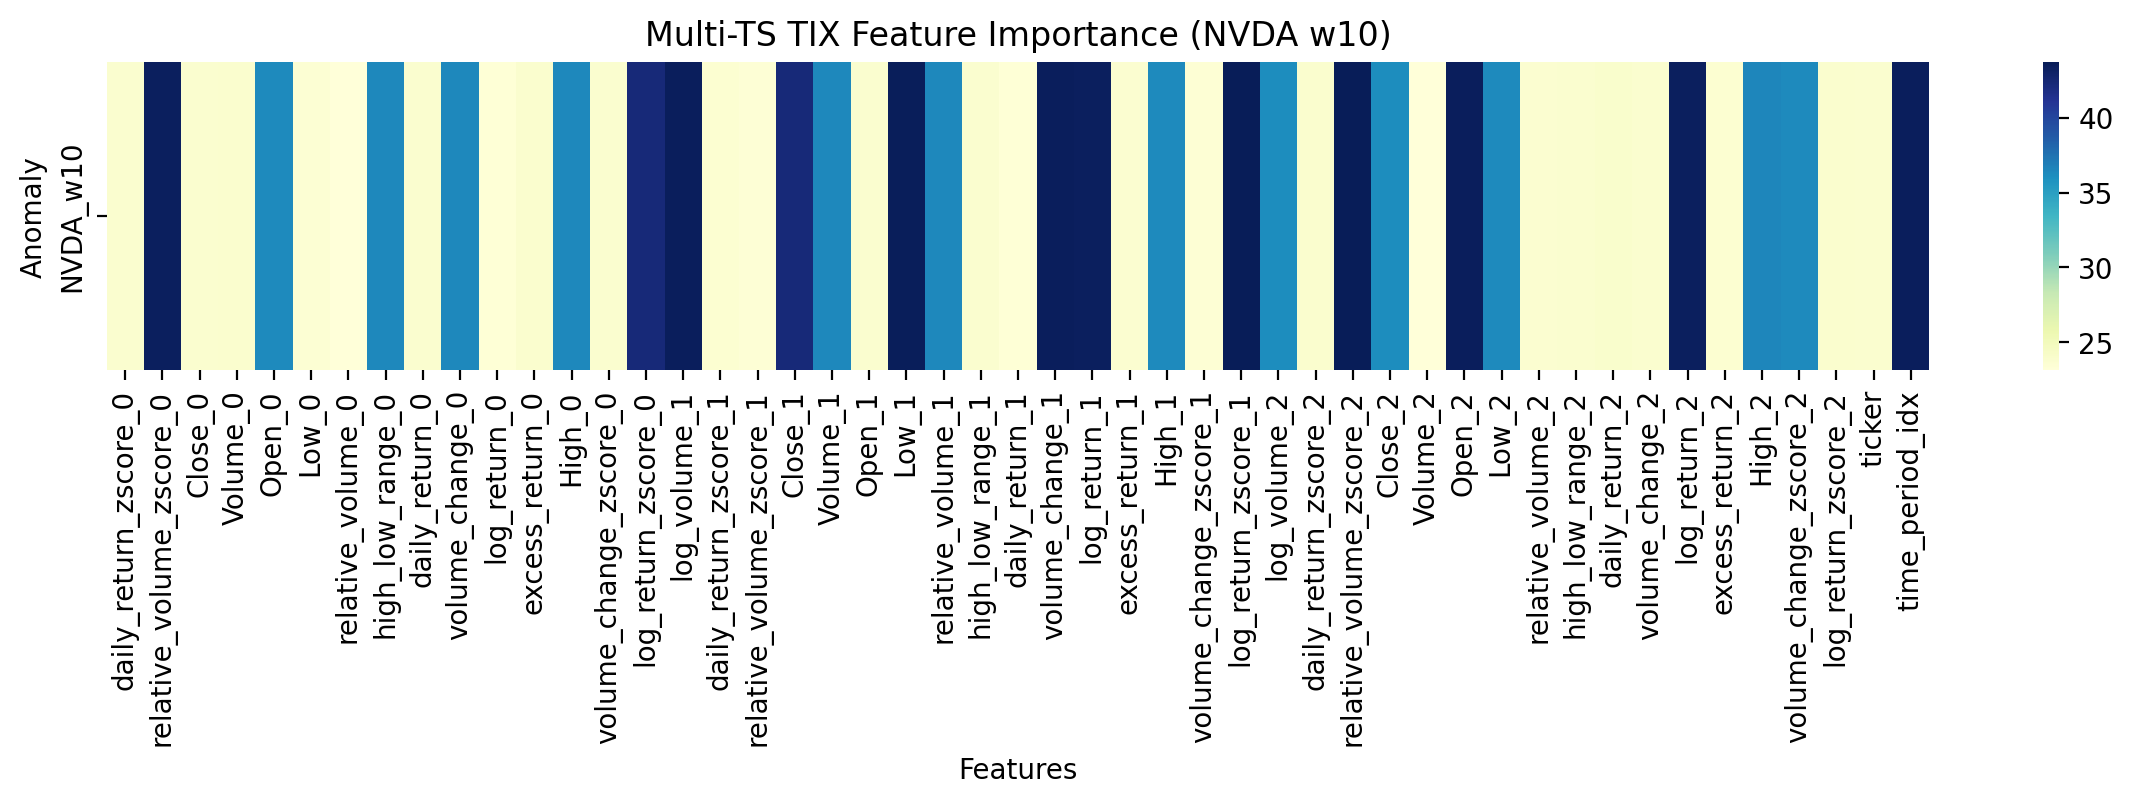 Multi-TS TIX Feature Importance (NVDA w10)
Anomaly
NVDA_w10
40
35
30
25
daily_return_zscore_0
relative_volume_zscore_0
Close_0
Volume_0
Open_0
Low_0
relative_volume_0
high_low_range_0
daily_return_0
volume_change_0
log_return_0
excess_return_0
High_0
volume_change_zscore_0
log_return_zscore_0
log_volume_1
daily_return_zscore_1
relative_volume_zscore_1
Close_1
Volume_1
Open_1
Low_1
relative_volume_1
high_low_range_1
daily_return_1
volume_change_1
log_return_1
excess_return_1
High_1
volume_change_zscore_1
log_return_zscore_1
log_volume_2
daily_return_zscore_2
relative_volume_zscore_2
Close_2
Volume_2
Open_2
Low_2
relative_volume_2
high_low_range_2
daily_return_2
volume_change_2
log_return_2
excess_return_2
High_2
volume_change_zscore_2
log_return_zscore_2
ticker
time_period_idx
Features